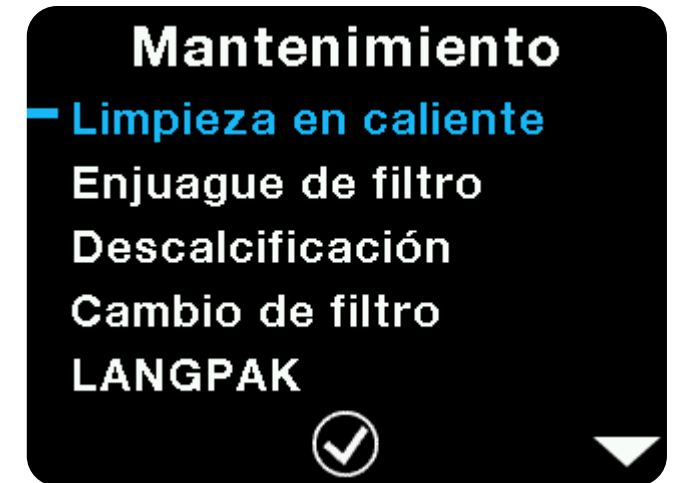 Mantenimiento
Limpieza en caliente
Enjuague de filtro
Descalcificación
Cambio de filtro
LANGPAK